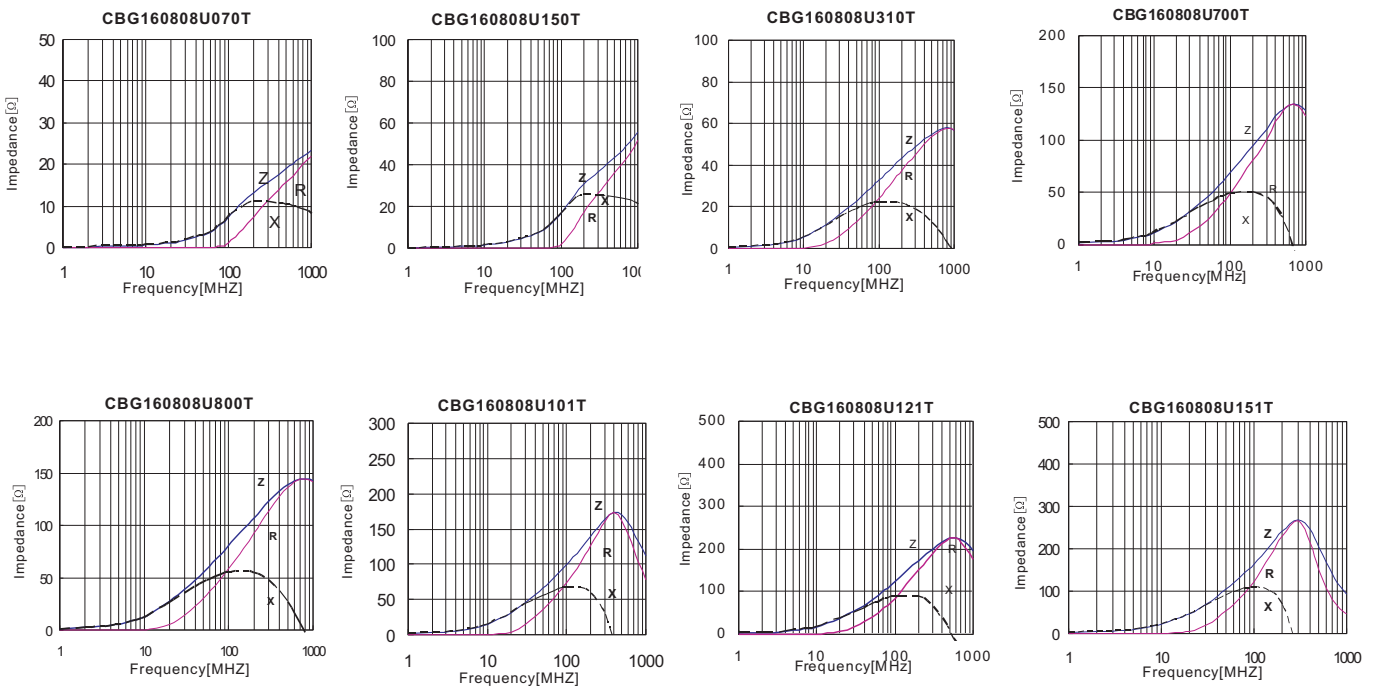 CBG160808U070T
50
40
30
20
10
0
Impedance[Ω]
Z
R
X
1 10 100 1000
Frequency[MHZ]
CBG160808U150T
100
80
60
40
20
0
Impedance[Ω]
Z
X
R
1 10 100
Frequency[MHZ]
CBG160808U310T
100
80
60
40
20
0
Impedance[Ω]
Z
R
X
1 10 100 1000
Frequency[MHZ]
CBG160808U700T
200
150
100
50
0
Impedance[Ω]
Z
R
X
1 10 100 1000
Frequency[MHZ]
CBG160808U800T
200
150
100
50
0
Impedance[Ω]
Z
R
X
1 10 100 1000
Frequency[MHZ]
CBG160808U101T
300
250
200
150
100
50
0
Impedance[Ω]
Z
R
X
1 10 100 1000
Frequency[MHZ]
CBG160808U121T
500
400
300
200
100
0
Impedance[Ω]
Z
R
X
1 10 100 1000
Frequency[MHZ]
CBG160808U151T
500
400
300
200
100
0
Impedance[Ω]
Z
R
X
1 10 100 1000
Frequency[MHZ]